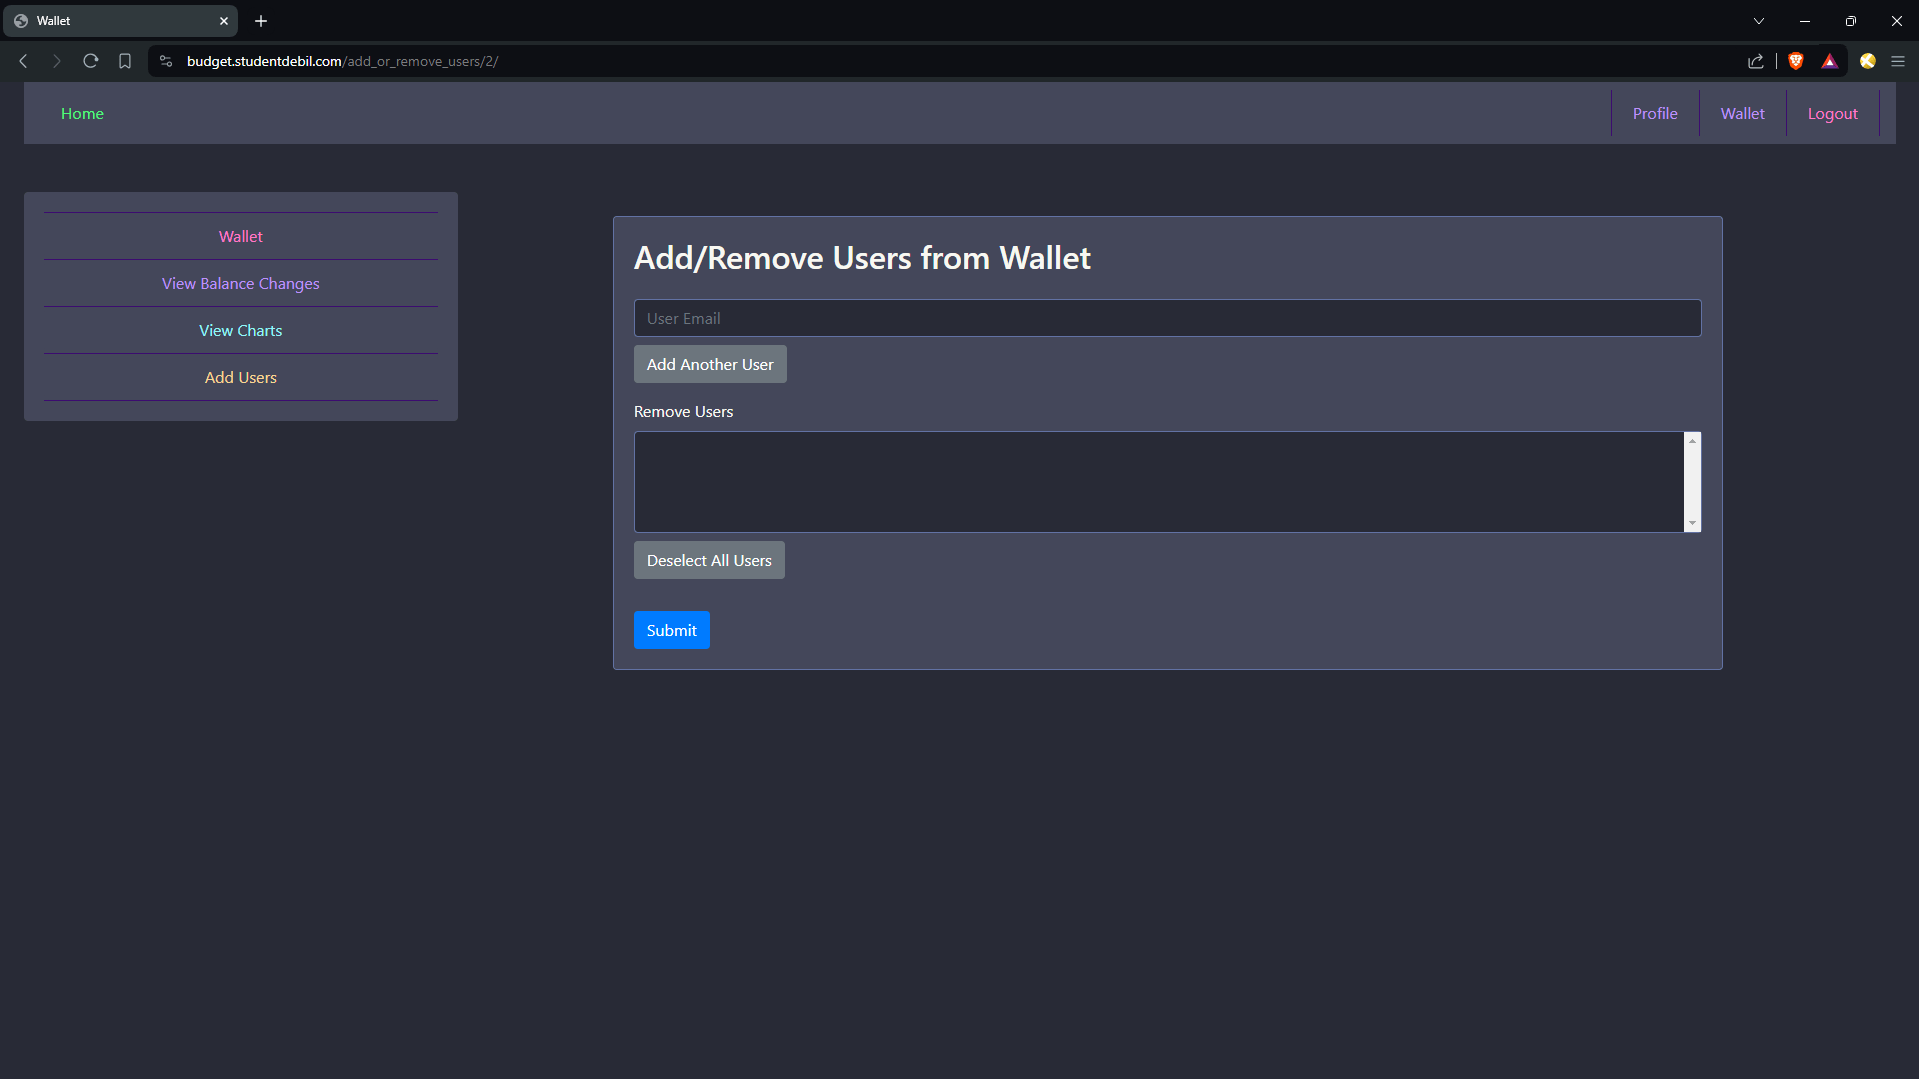 Wallet
budget.studentdebil.com/add_or_remove_users/2/
Home
Profile
Wallet
Logout
Wallet
View Balance Changes
View Charts
Add Users
Add/Remove Users from Wallet
User Email
Add Another User
Remove Users
Deselect All Users
Submit